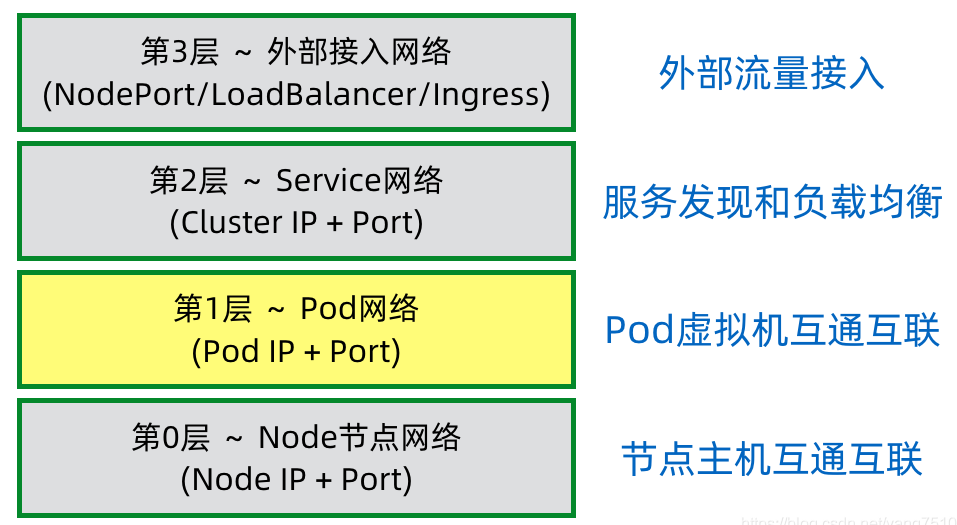 第3层 ~ 外部接入网络
(NodePort/LoadBalancer/Ingress)
外部流量接入
第2层 ~ Service网络
(Cluster IP + Port)
服务发现和负载均衡
第1层 ~ Pod网络
(Pod IP + Port)
Pod虚拟机互通互联
第0层 ~ Node节点网络
(Node IP + Port)
节点主机互通互联
https://blog.csdn.net/yang7510